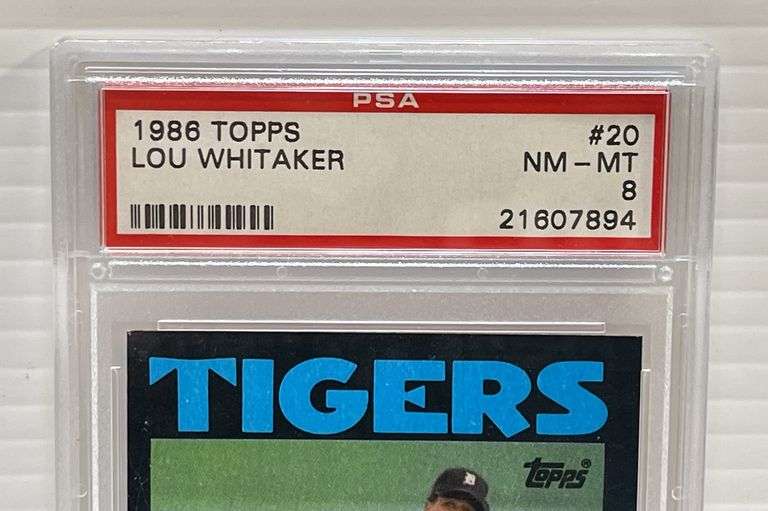 PSA
1986 TOPPS #20
LOU WHITAKER NM-MT
8
21607894
TIGERS
Topps®
D